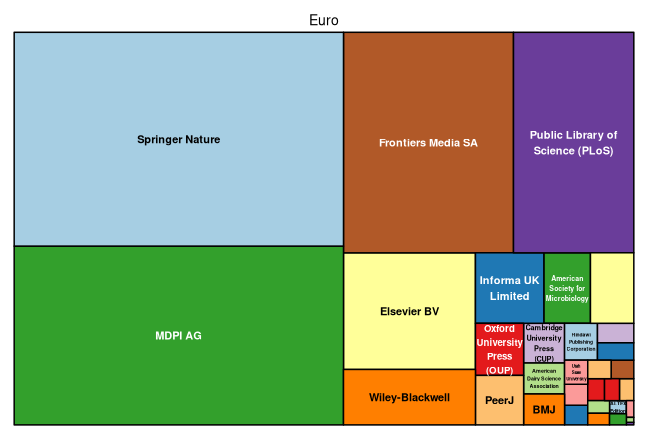 Euro
Springer Nature
Frontiers Media SA
Public Library of
Science (PLoS)
MDPI AG
Elsevier BV
Informa UK
Limited
American
Society for
Microbiology
Oxford
University
Press
(OUP)
Cambridge
University
Press
(CUP)
Hindawi
Publishing
Corporation
American
Dairy Science
Association
Utah
State
University
Wiley-Blackwell
PeerJ
BMJ